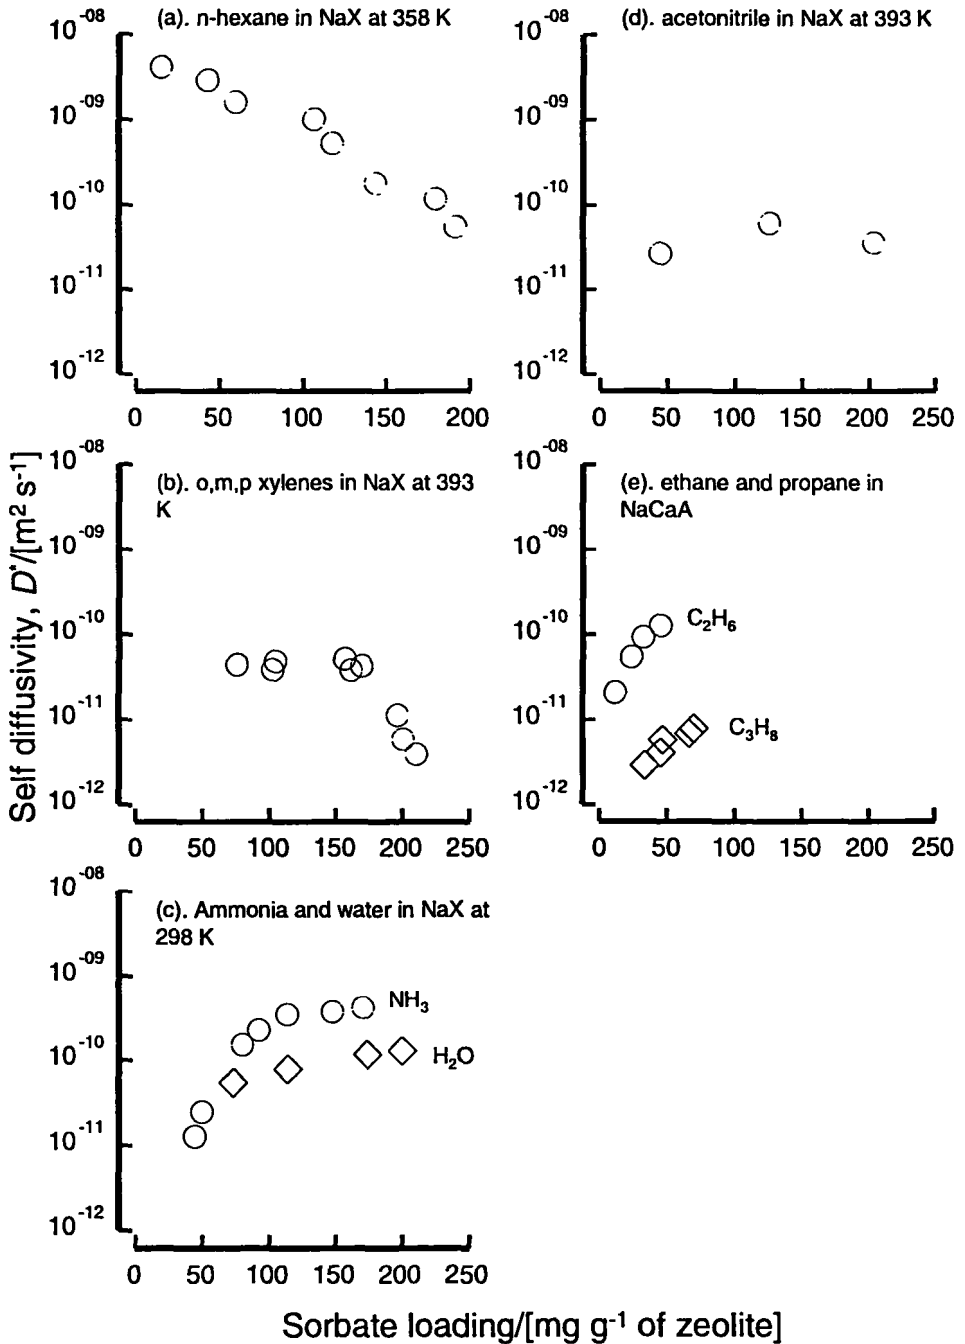 (a). n-hexane in NaX at 358 K
10-08
10-09
10-10
10-11
10-12
0 50 100 150 200
(d). acetonitrile in NaX at 393 K
10-08
10-09
10-10
10-11
10-12
0 50 100 150 200 250
Self diffusivity, D*/[m2 s-1]
(b). o,m,p xylenes in NaX at 393
K
10-08
10-09
10-10
10-11
10-12
0 50 100 150 200 250
(e). ethane and propane in
NaCaA
10-08
10-09
10-10
10-11
10-12
C2H6
C3H8
0 50 100 150 200 250
(c). Ammonia and water in NaX at
298 K
10-08
10-09
10-10
10-11
10-12
NH3
H2O
0 50 100 150 200 250
Sorbate loading/[mg g-1 of zeolite]